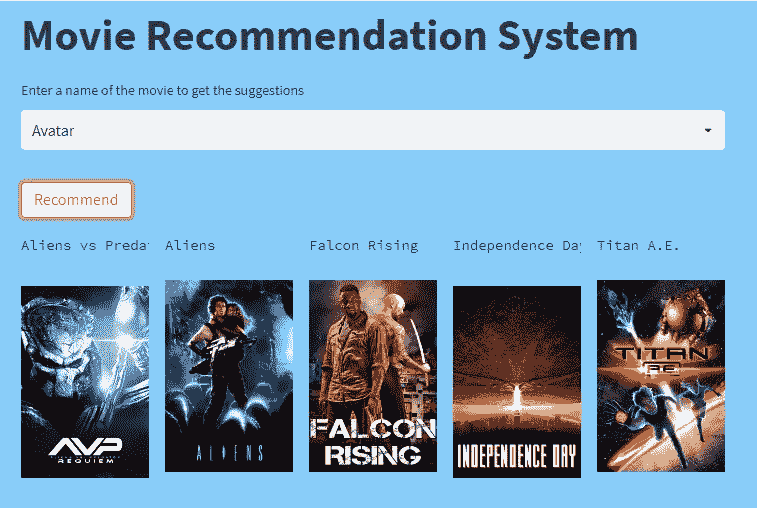 Movie Recommendation System
Enter a name of the movie to get the suggestions
Avatar
Recommend
Aliens vs Preda
Aliens
Falcon Rising
Independence Day
Titan A.E.
AVP
REQUIEM
ALIENS
FALCON
RISING
INDEPENDENCE DAY
TITAN
A.E.